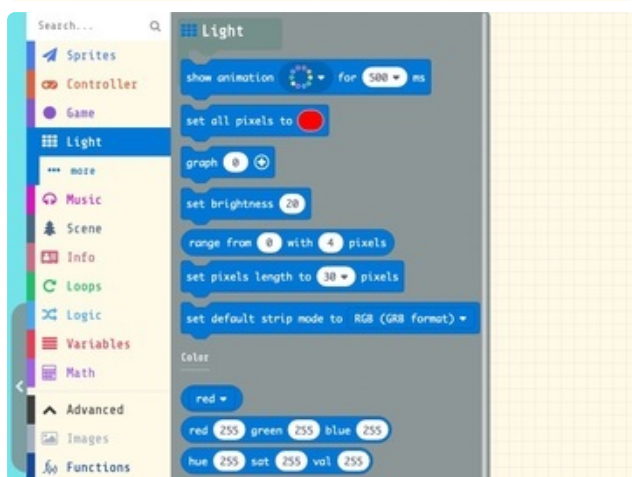 Search...
Sprites
Controller
Game
Light
more
Music
Scene
Info
Loops
Logic
Variables
Math
Advanced
Images
Functions
Light
show animation for 500 ms
set all pixels to
graph 0
set brightness 20
range from 0 with 4 pixels
set pixels length to 30 pixels
set default strip mode to RGB (GRB format)
Color
red
red 255 green 255 blue 255
hue 255 sat 255 val 255